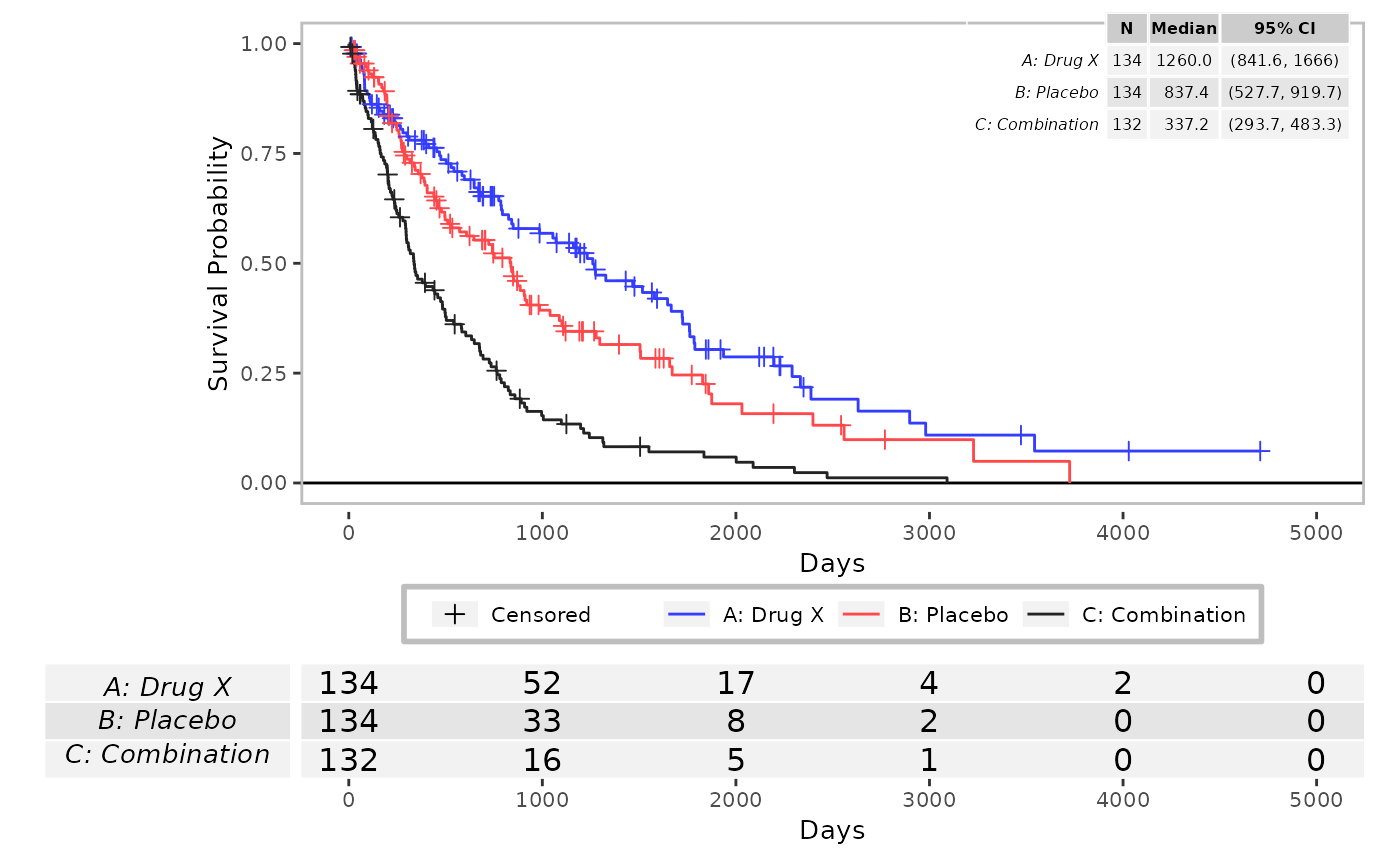 N Median 95% CI
A: Drug X 134 1260.0 (841.6, 1666)
B: Placebo 134 837.4 (527.7, 919.7)
C: Combination 132 337.2 (293.7, 483.3)
Survival Probability
1.00
0.75
0.50
0.25
0.00
0 1000 2000 3000 4000 5000
Days
Censored A: Drug X B: Placebo C: Combination
A: Drug X 134 52 17 4 2 0
B: Placebo 134 33 8 2 0 0
C: Combination 132 16 5 1 0 0
0 1000 2000 3000 4000 5000
Days